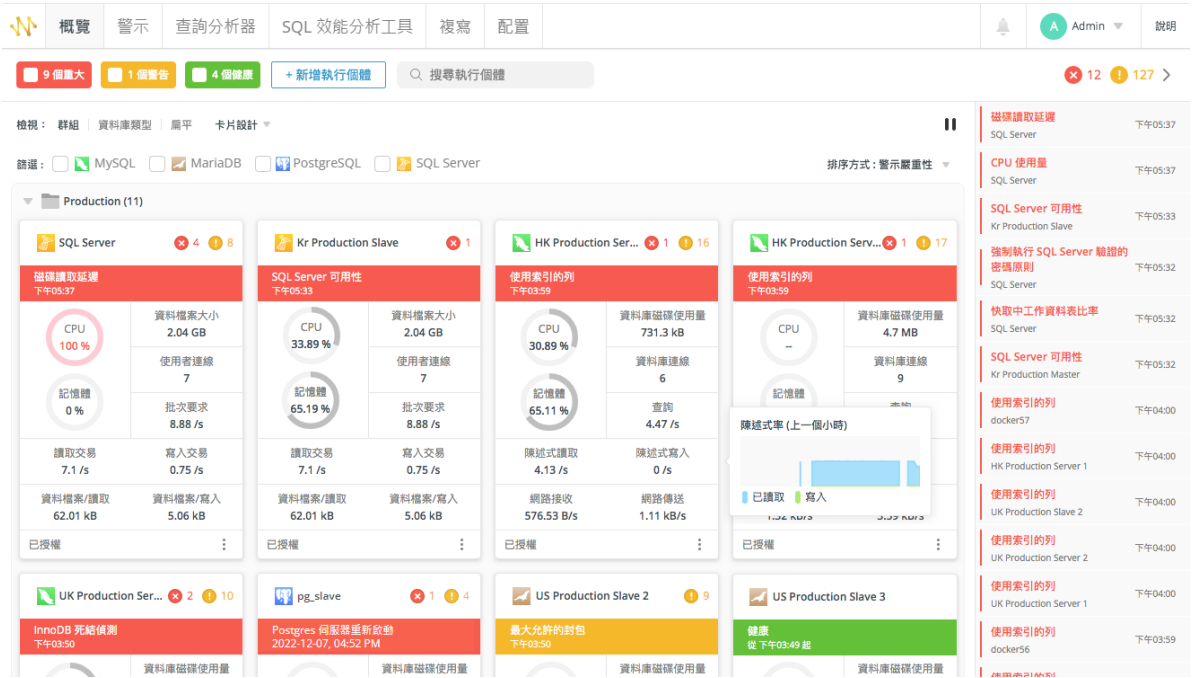 概覽 警示 查詢分析器 SQL 效能分析工具 複寫 配置 A Admin 說明
9 個重大 1 個警告 4 個健康 + 新增執行個體 搜尋執行個體 12 127
檢視： 群組 資料庫類型 扁平 卡片設計
篩選： MySQL MariaDB PostgreSQL SQL Server 排序方式 : 警示嚴重性
Production (11)
SQL Server 4 8
磁碟讀取延遲
下午05:37
CPU
100 %
記憶體
0 %
資料檔案大小
2.04 GB
使用者連線
7
批次要求
8.88 /s
讀取交易 寫入交易
7.1 /s 0.75 /s
資料檔案/讀取 資料檔案/寫入
62.01 kB 5.06 kB
已授權
Kr Production Slave 1
SQL Server 可用性
下午05:33
CPU
33.89 %
記憶體
65.19 %
資料檔案大小
2.04 GB
使用者連線
7
批次要求
8.88 /s
讀取交易 寫入交易
7.1 /s 0.75 /s
資料檔案/讀取 資料檔案/寫入
62.01 kB 5.06 kB
已授權
HK Production Ser... 1 16
使用索引的列
下午03:59
CPU
30.89 %
記憶體
65.11 %
資料庫磁碟使用量
731.3 kB
資料庫連線
6
查詢
4.47 /s
陳述式讀取 陳述式寫入
4.13 /s 0 /s
網路接收 網路傳送
576.53 B/s 1.11 kB/s
已授權
HK Production Serv... 1 17
使用索引的列
下午03:59
CPU
--
記憶體
資料庫磁碟使用量
4.7 MB
資料庫連線
9
陳述式率 (上一個小時)
已讀取 寫入
已授權
UK Production Ser... 2 10
InnoDB 死結偵測
下午03:50
資料庫磁碟使用量
pg_slave 1 4
Postgres 伺服器重新啟動
2022-12-07, 04:52 PM
資料庫磁碟使用量
US Production Slave 2 9
最大允許的封包
下午03:50
資料庫磁碟使用量
US Production Slave 3
健康
從 下午03:49 起
資料庫磁碟使用量
磁碟讀取延遲
SQL Server 下午05:37
CPU 使用量
SQL Server 下午05:37
SQL Server 可用性
Kr Production Slave 下午05:33
強制執行 SQL Server 驗證的
密碼原則
SQL Server 下午05:32
快取中工作資料表比率
SQL Server 下午05:32
SQL Server 可用性
Kr Production Master 下午05:32
使用索引的列
docker57 下午04:00
使用索引的列
HK Production Server 1 下午04:00
使用索引的列
UK Production Slave 2 下午04:00
使用索引的列
UK Production Server 2 下午04:00
使用索引的列
UK Production Server 1 下午04:00
使用索引的列
docker56 下午03:59
使用索引的列